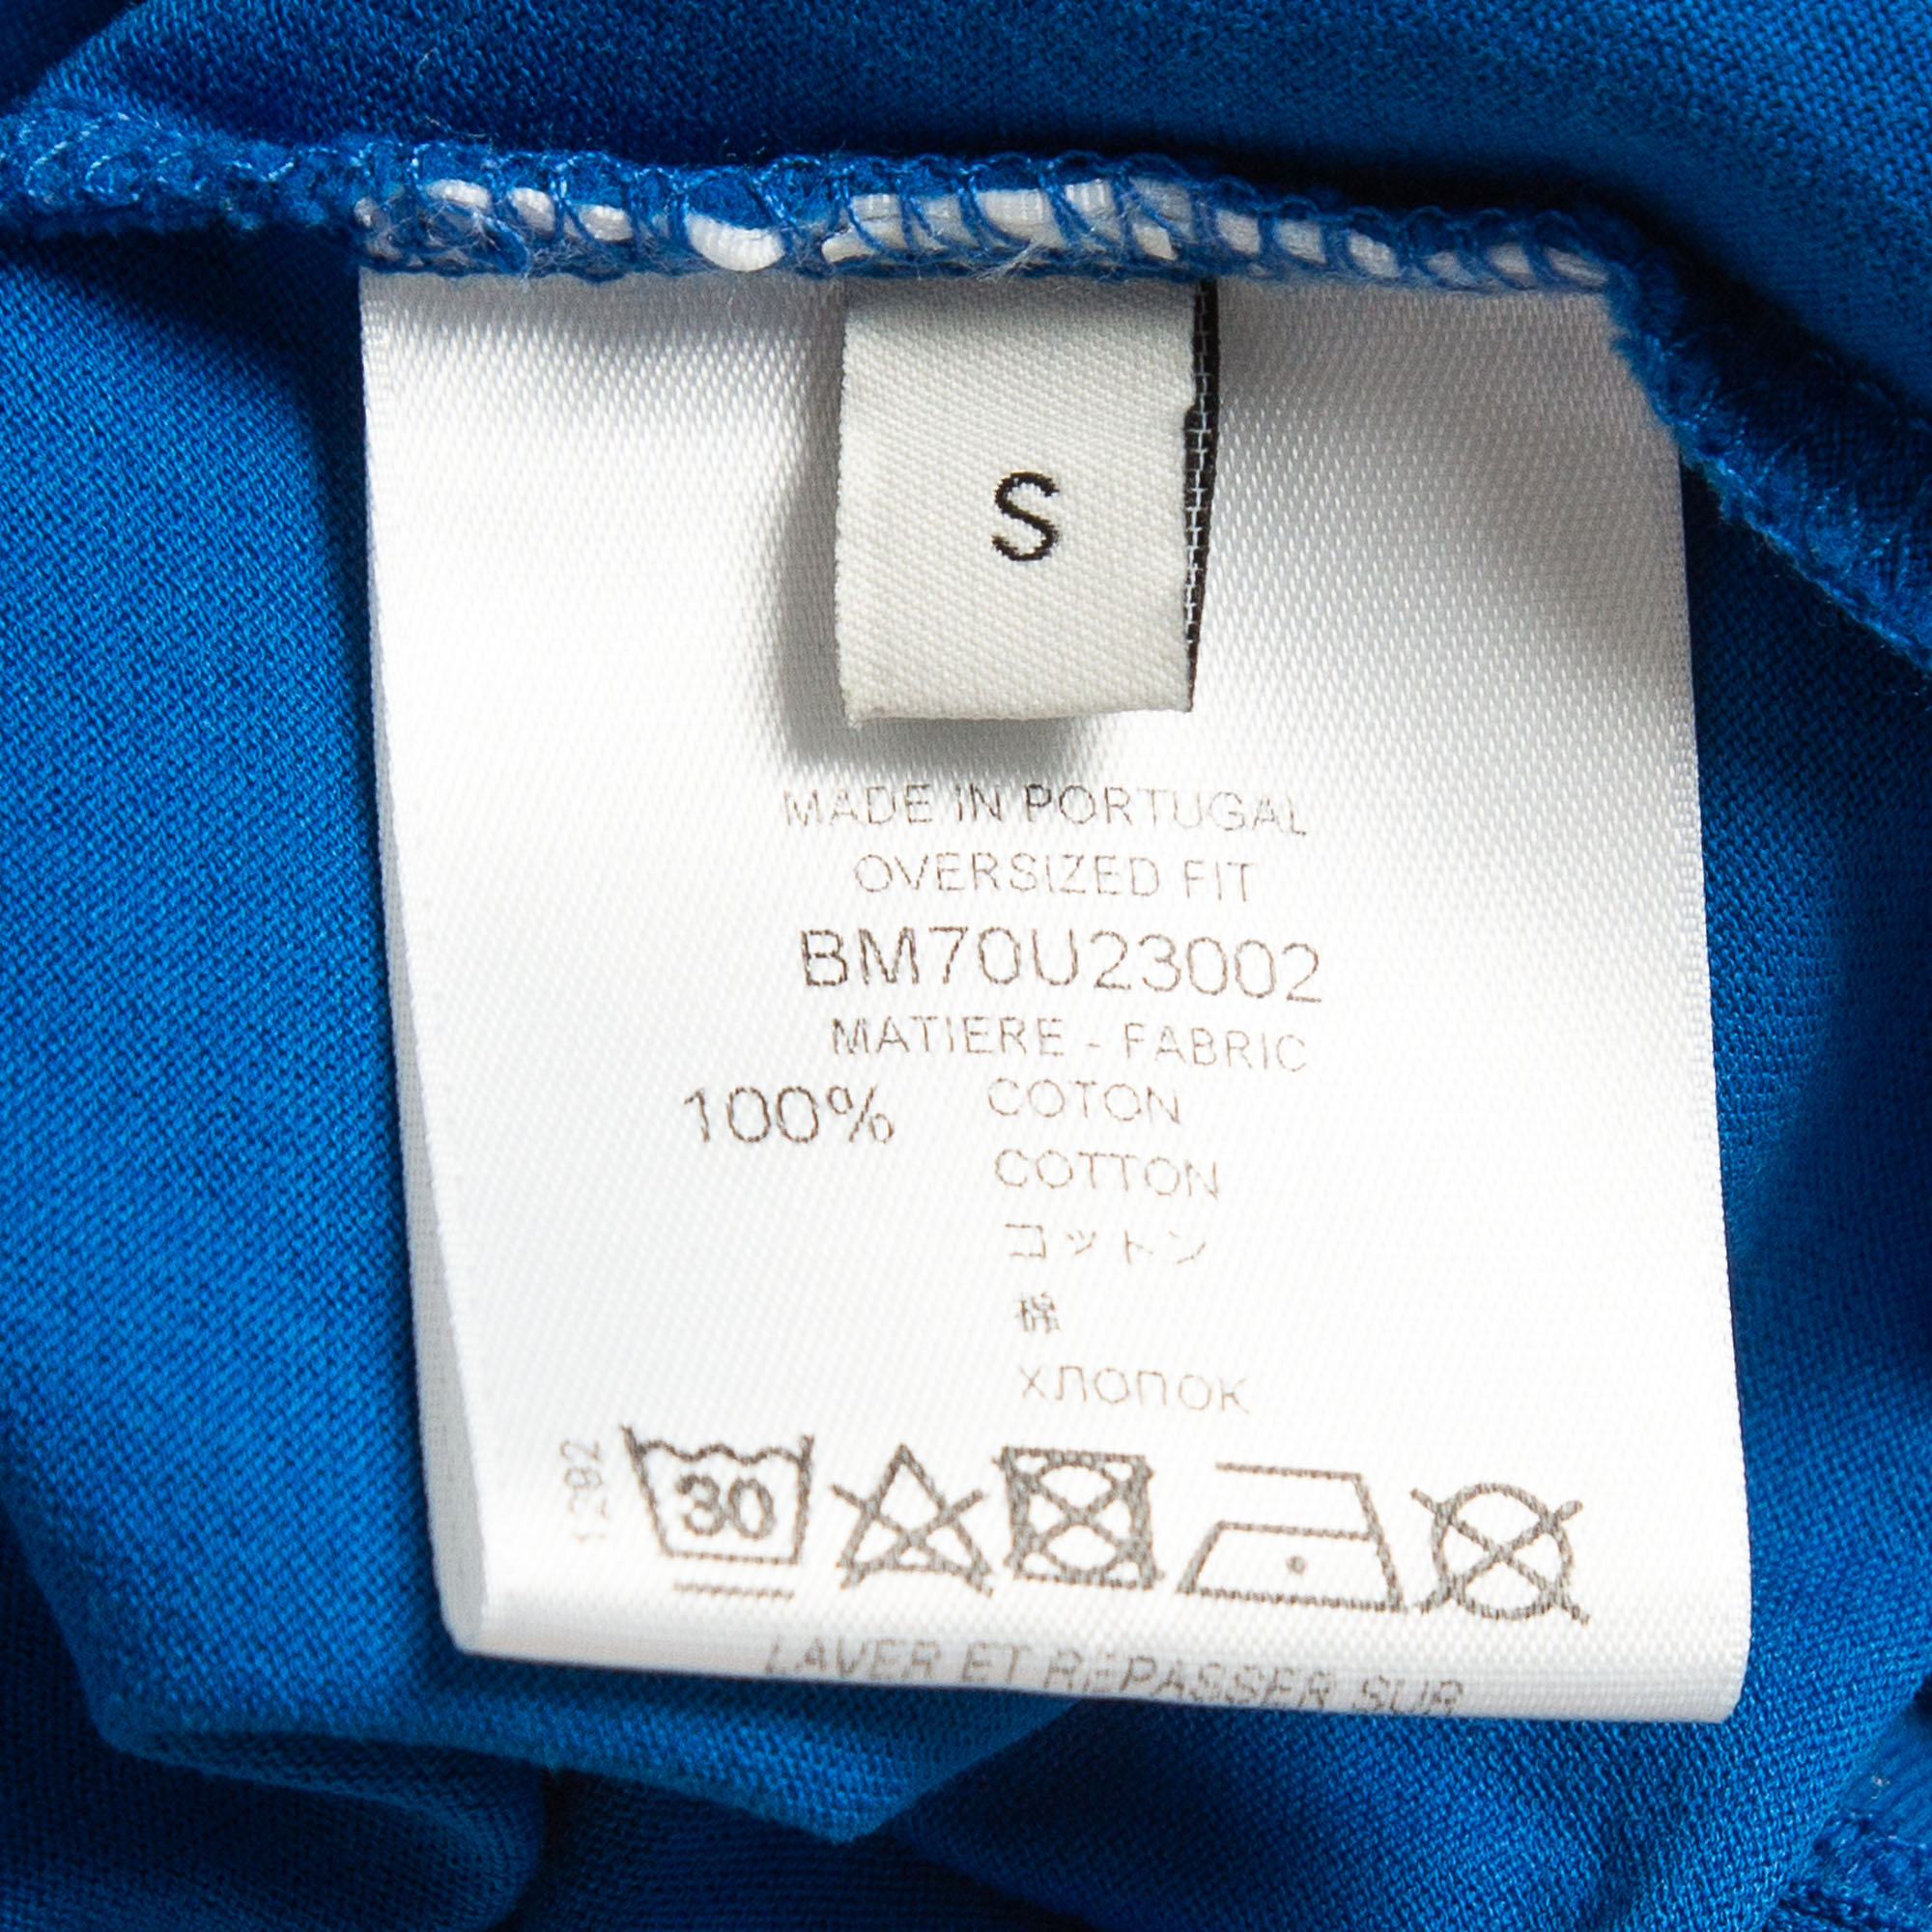 S
MADE IN PORTUGAL
OVERSIZED FIT
BM70U23002
MATIERE - FABRIC
100% COTON
COTTON
コットン
棉
хлопок
1292
30
LAVER ET REPASSER SUR